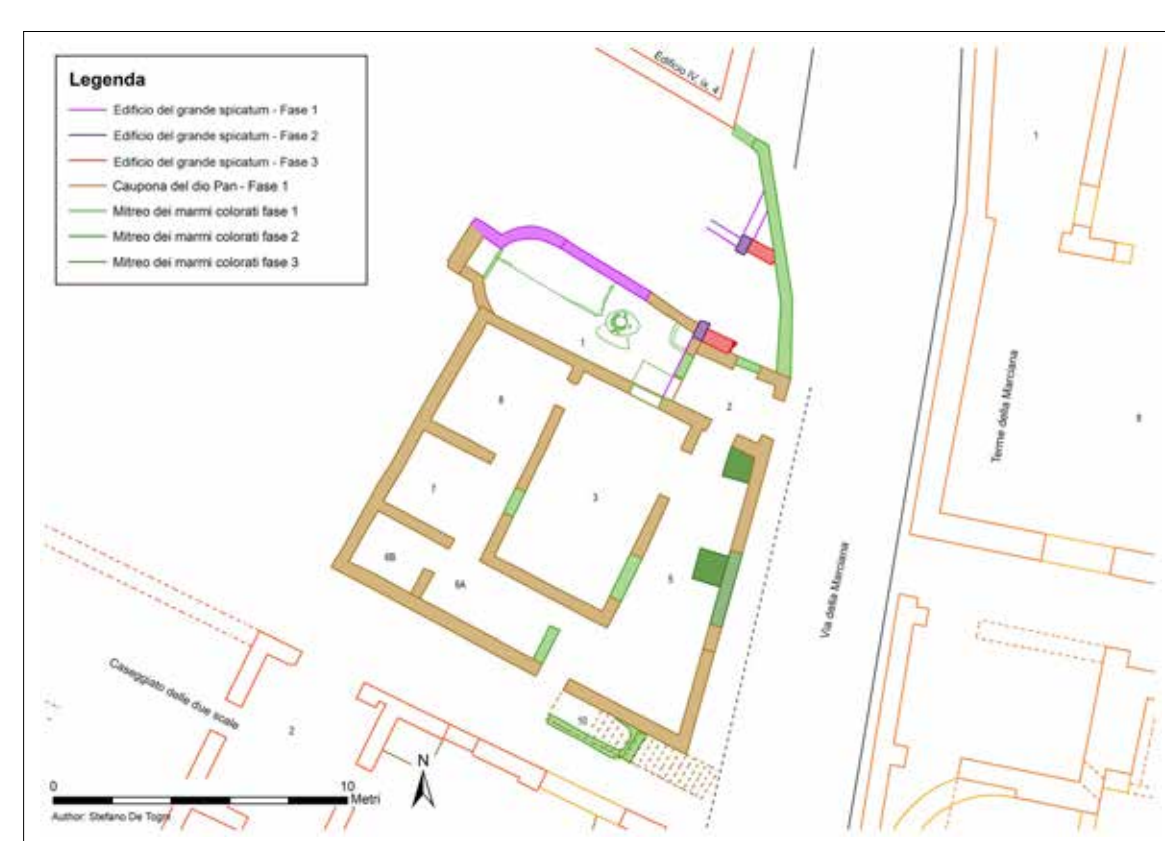 Legenda
Edificio del grande spicatum - Fase 1
Edificio del grande spicatum - Fase 2
Edificio del grande spicatum - Fase 3
Caupona del dio Pan - Fase 1
Mitreo dei marmi colorati fase 1
Mitreo dei marmi colorati fase 2
Mitreo dei marmi colorati fase 3
Edificio IV, ix, 4
1
1
2
8
3
7
5
6B
6A
10
Terme della Marciana
Via della Marciana
Caseggiato delle due scale
2
N
0
10
Metri
Author: Stefano De Togni